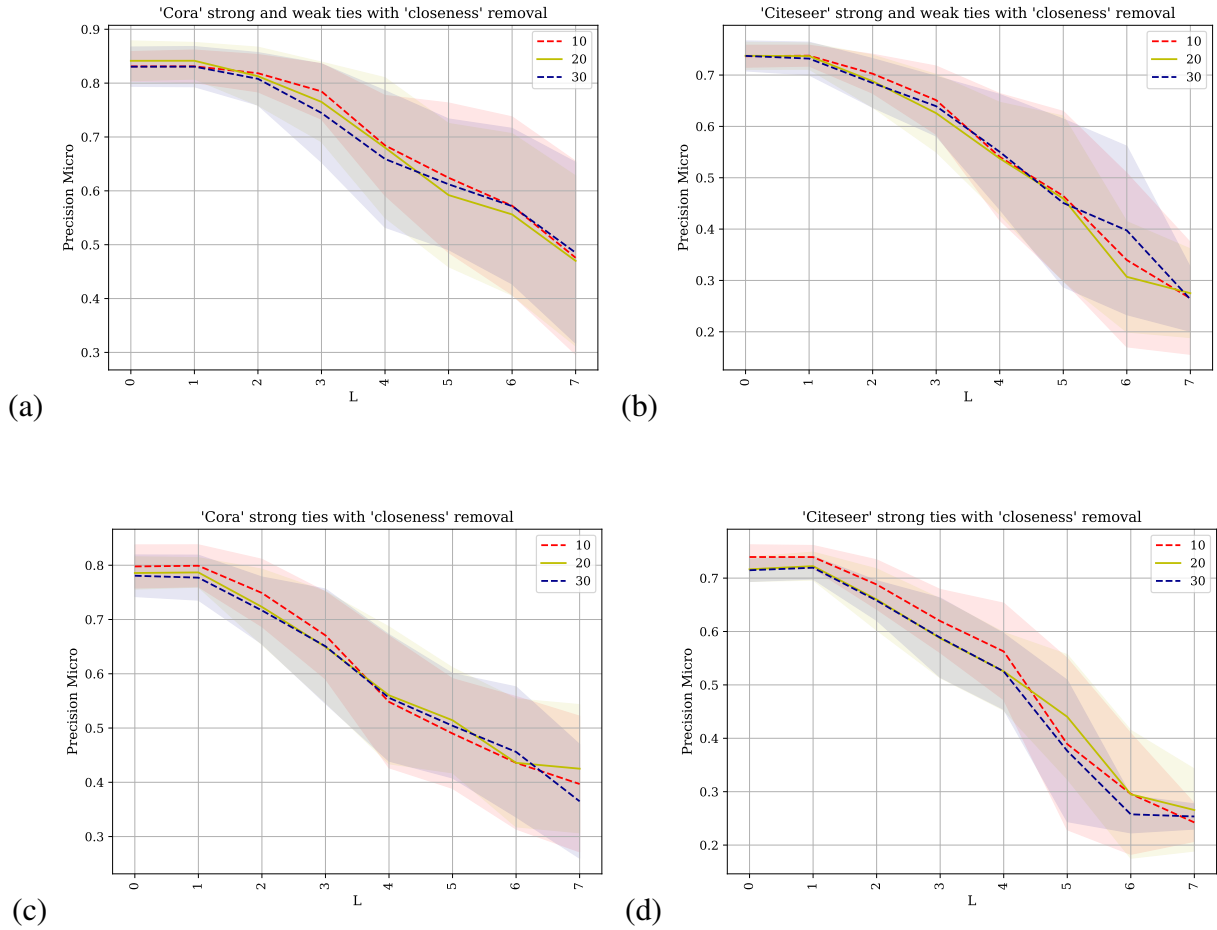 'Cora' strong and weak ties with 'closeness' removal
0.9
0.8
0.7
0.6
0.5
0.4
0.3
Precision Micro
10
20
30
0 1 2 3 4 5 6 7
L
(a)
'Citeseer' strong and weak ties with 'closeness' removal
0.7
0.6
0.5
0.4
0.3
0.2
Precision Micro
10
20
30
0 1 2 3 4 5 6 7
L
(b)
'Cora' strong ties with 'closeness' removal
0.8
0.7
0.6
0.5
0.4
0.3
Precision Micro
10
20
30
0 1 2 3 4 5 6 7
L
(c)
'Citeseer' strong ties with 'closeness' removal
0.7
0.6
0.5
0.4
0.3
0.2
Precision Micro
10
20
30
0 1 2 3 4 5 6 7
L
(d)